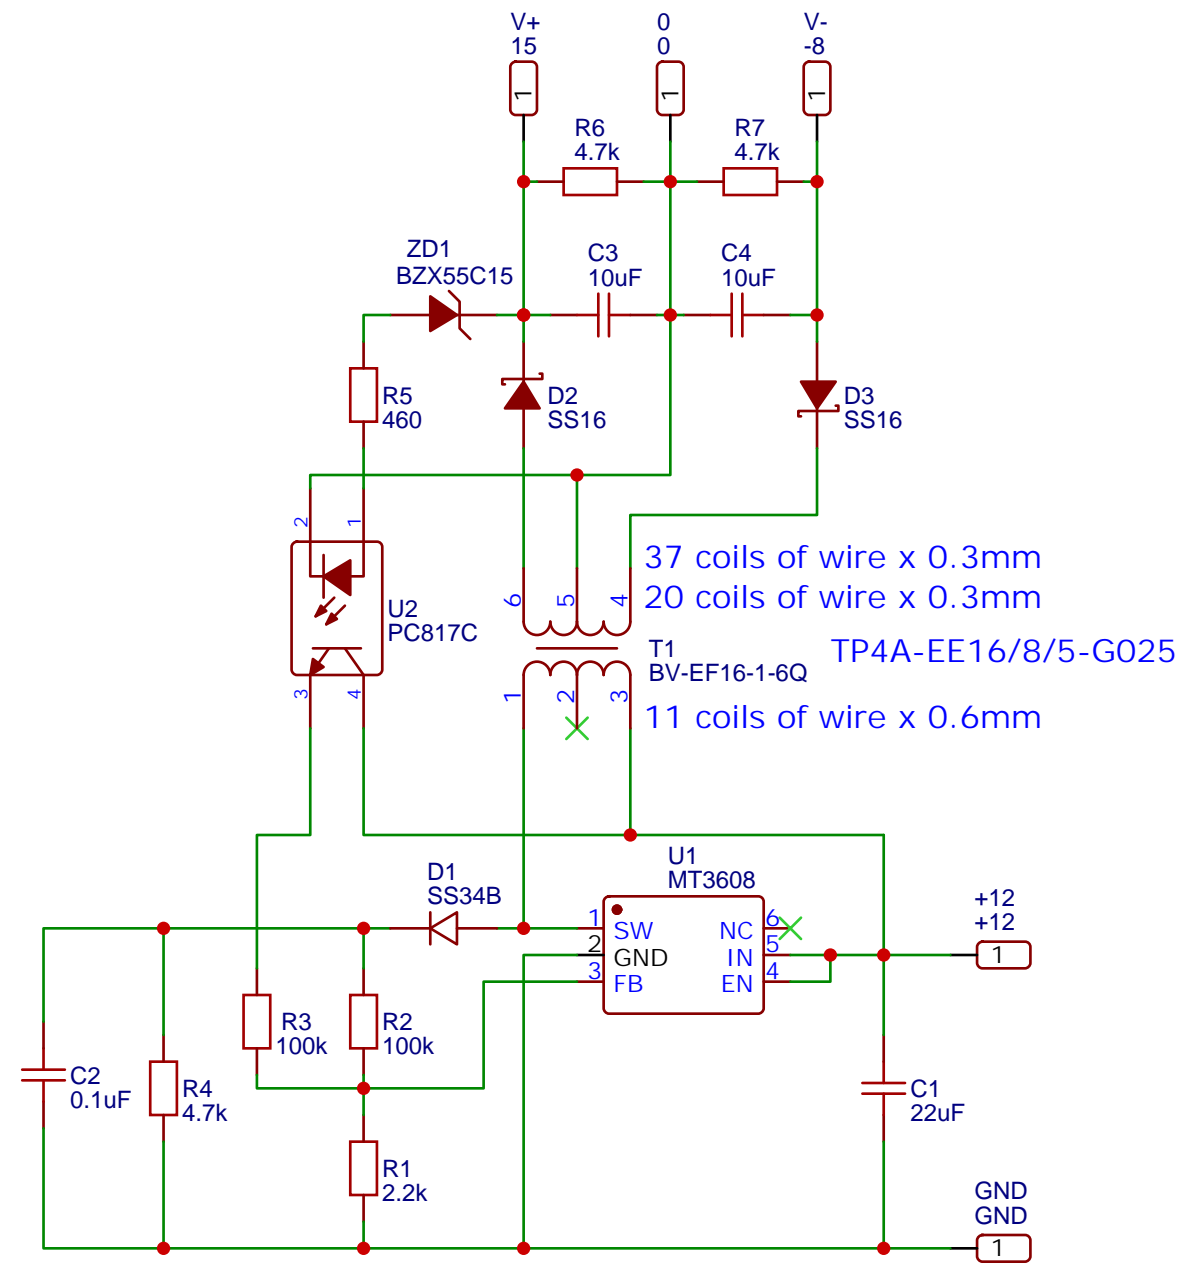 V+
15
1
0
0
1
V-
-8
1
R6
4.7k
R7
4.7k
ZD1
BZX55C15
C3
10uF
C4
10uF
R5
460
D2
SS16
D3
SS16
2
1
U2
PC817C
3
4
6
5
4
37 coils of wire x 0.3mm
20 coils of wire x 0.3mm
T1
BV-EF16-1-6Q
TP4A-EE16/8/5-G025
1
2
3
11 coils of wire x 0.6mm
D1
SS34B
U1
MT3608
1
SW
2
GND
3
FB
NC
6
IN
5
EN
4
+12
+12
1
R3
100k
R2
100k
C2
0.1uF
R4
4.7k
C1
22uF
R1
2.2k
GND
GND
1